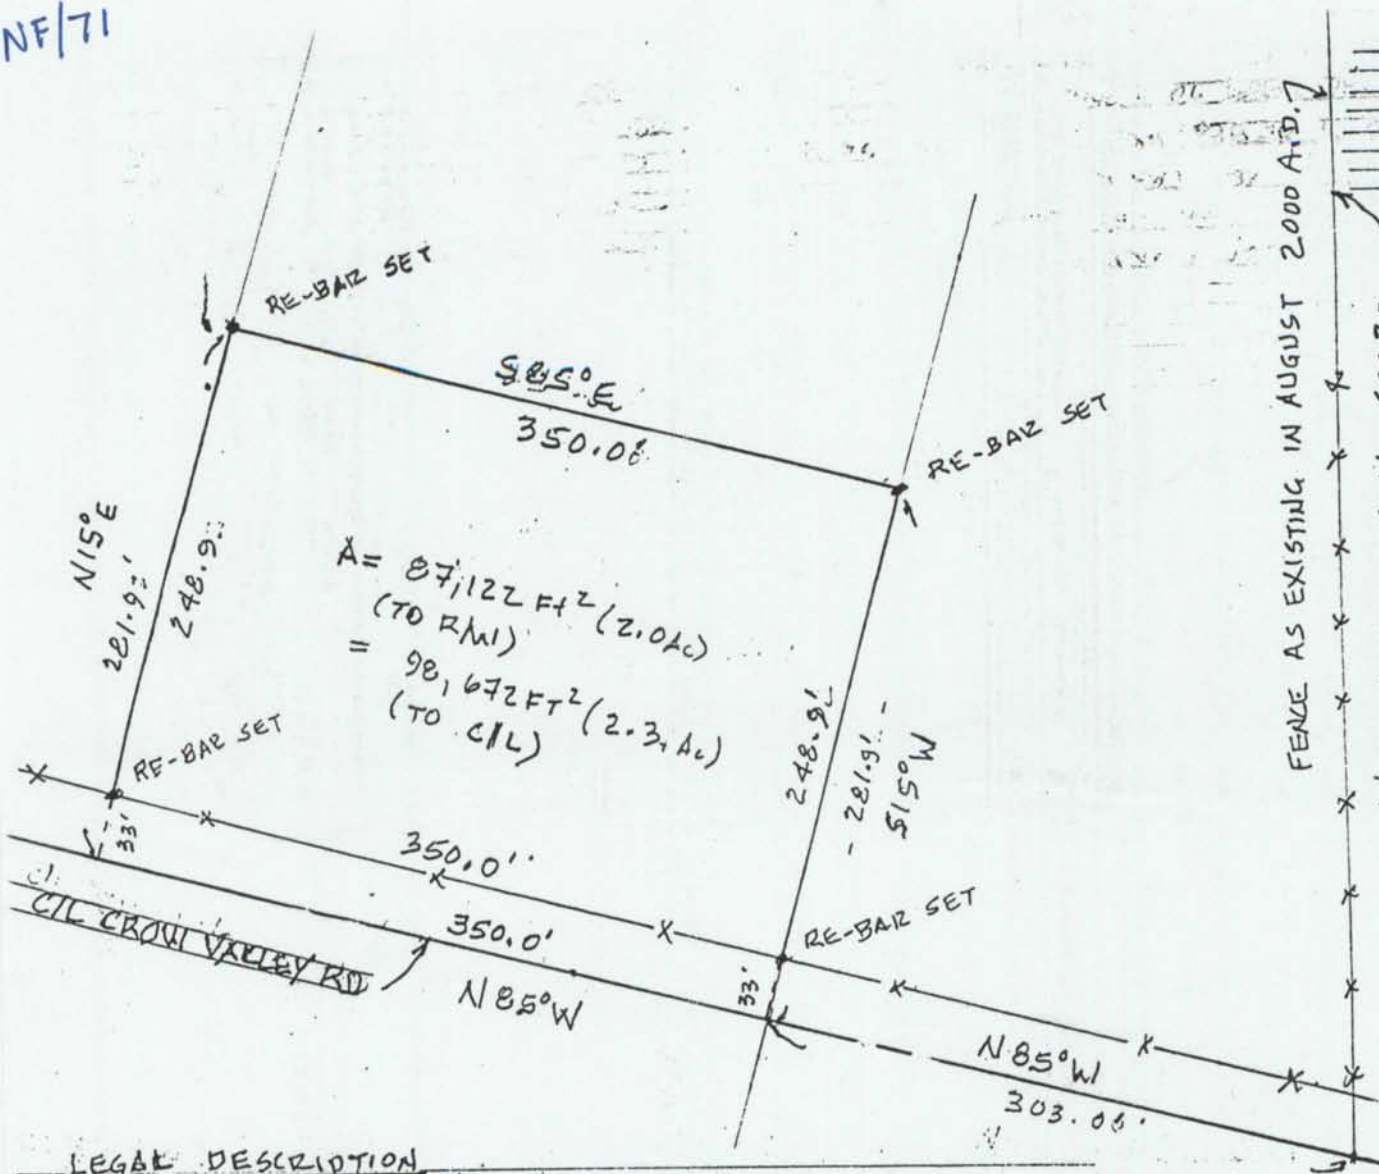 NF/71
RE-BAR SET
S85°E
350.0'
RE-BAR SET
N15°E
281.9'
248.9'
A= 87,122 Ft² (2.0Ac)
(TO R/W)
= 98,672 FT² (2.3 Ac)
(TO C/L)
248.9'
281.9'
S15°W
RE-BAR SET
33'
350.0'
350.0'
C/L CROW VALLEY RD
N85°W
RE-BAR SET
33'
N85°W
303.0
FENCE AS EXISTING IN AUGUST 2000 A.D.
LEGAL DESCRIPTION